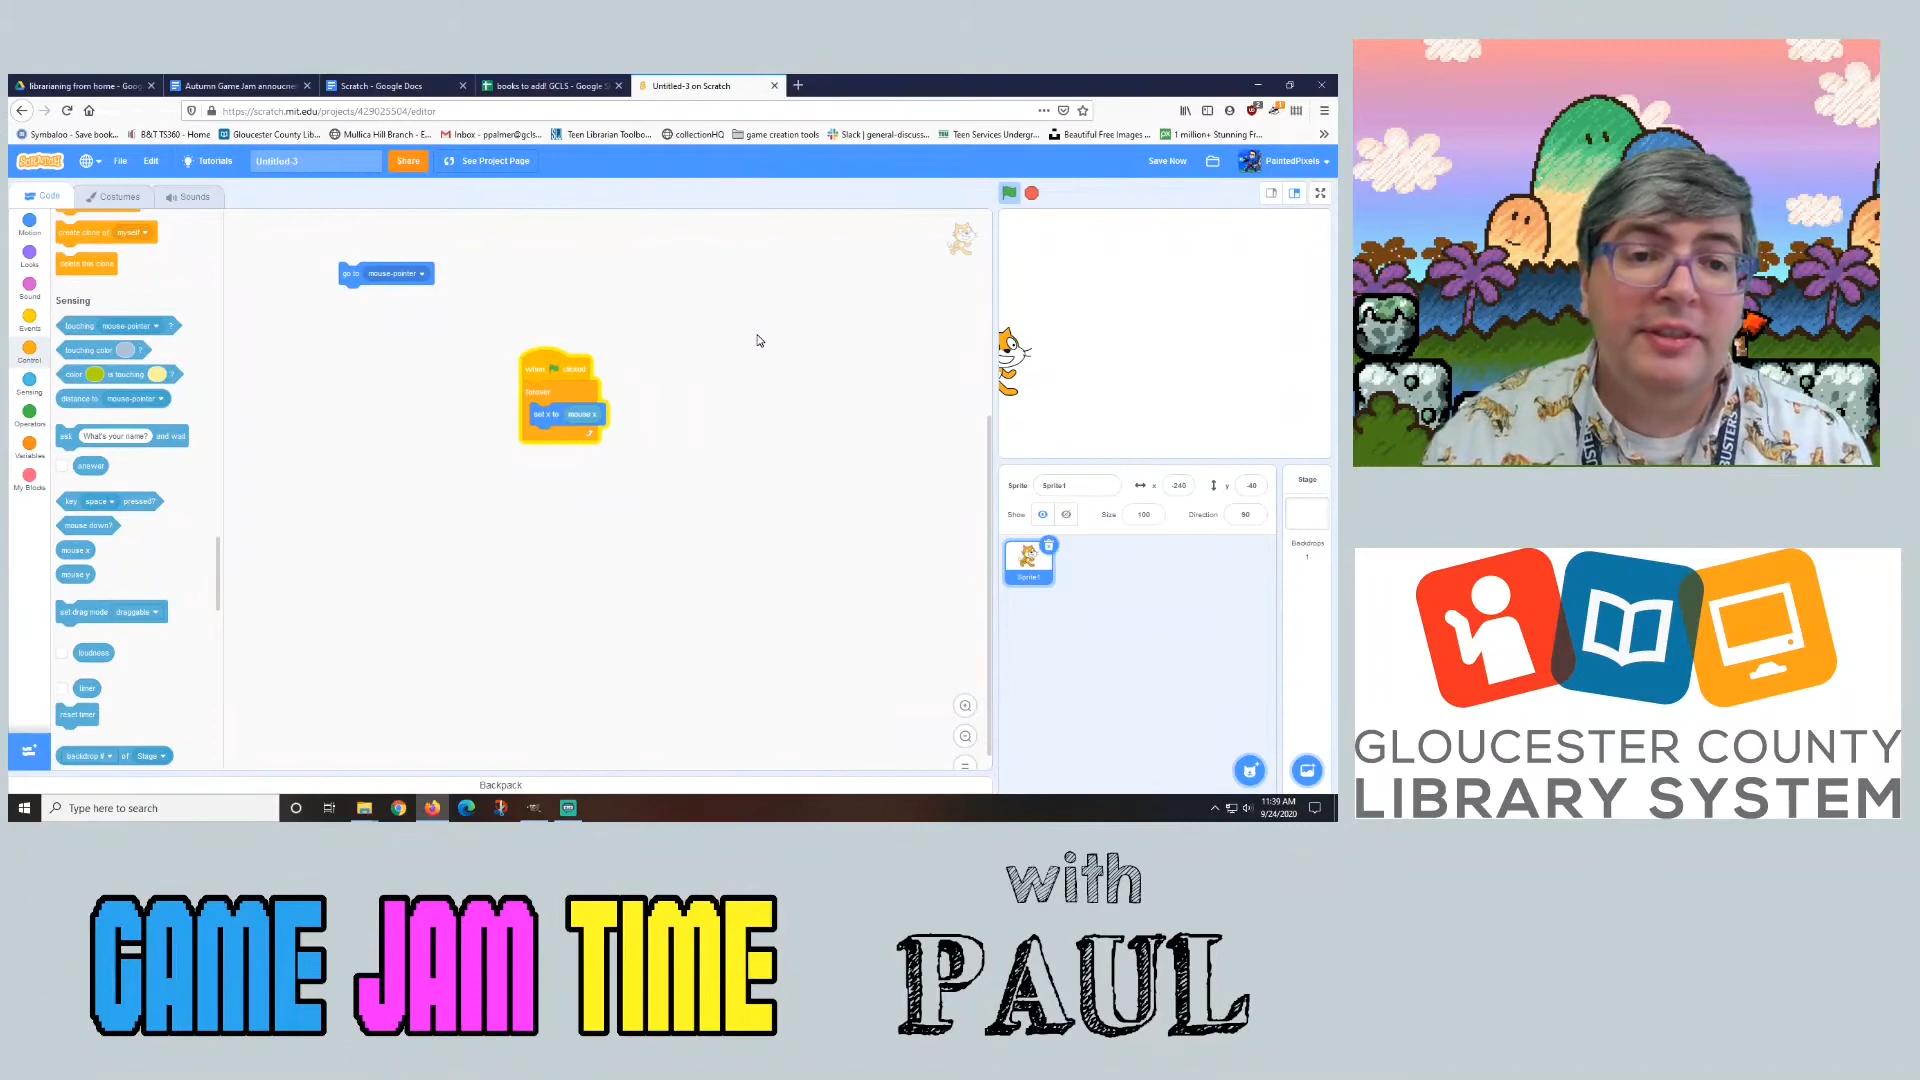 librarianing from home - Goog
Autumn Game Jam announcme
Scratch - Google Docs
books to add! GCLS - Google S
Untitled-3 on Scratch
https://scratch.mit.edu/projects/429025504/editor
Symbaloo - Save book...
B&T TS360 - Home
Gloucester County Lib...
Mullica Hill Branch - E...
Inbox - ppalmer@gcls...
Teen Librarian Toolbo...
collectionHQ
game creation tools
Slack | general-discuss...
Teen Services Undergr...
Beautiful Free Images ...
1 million+ Stunning Fr...
SCRATCH
File
Edit
Tutorials
Untitled-3
Share
See Project Page
Save Now
PaintedPixels
Code
Costumes
Sounds
Motion
Looks
Sound
Events
Control
Sensing
Operators
Variables
My Blocks
create clone of myself
delete this clone
Sensing
touching mouse-pointer ?
touching color ?
color is touching ?
distance to mouse-pointer
ask What's your name? and wait
answer
key space pressed?
mouse down?
mouse x
mouse y
set drag mode draggable
loudness
timer
reset timer
backdrop # of Stage
go to mouse-pointer
when clicked
forever
set x to mouse x
Backpack
Sprite
Sprite1
x
-240
y
-40
Show
Size
100
Direction
90
Sprite1
Stage
Backdrops
1
Type here to search
11:39 AM
9/24/2020
GLOUCESTER COUNTY
LIBRARY SYSTEM
GAME JAM TIME
with
PAUL